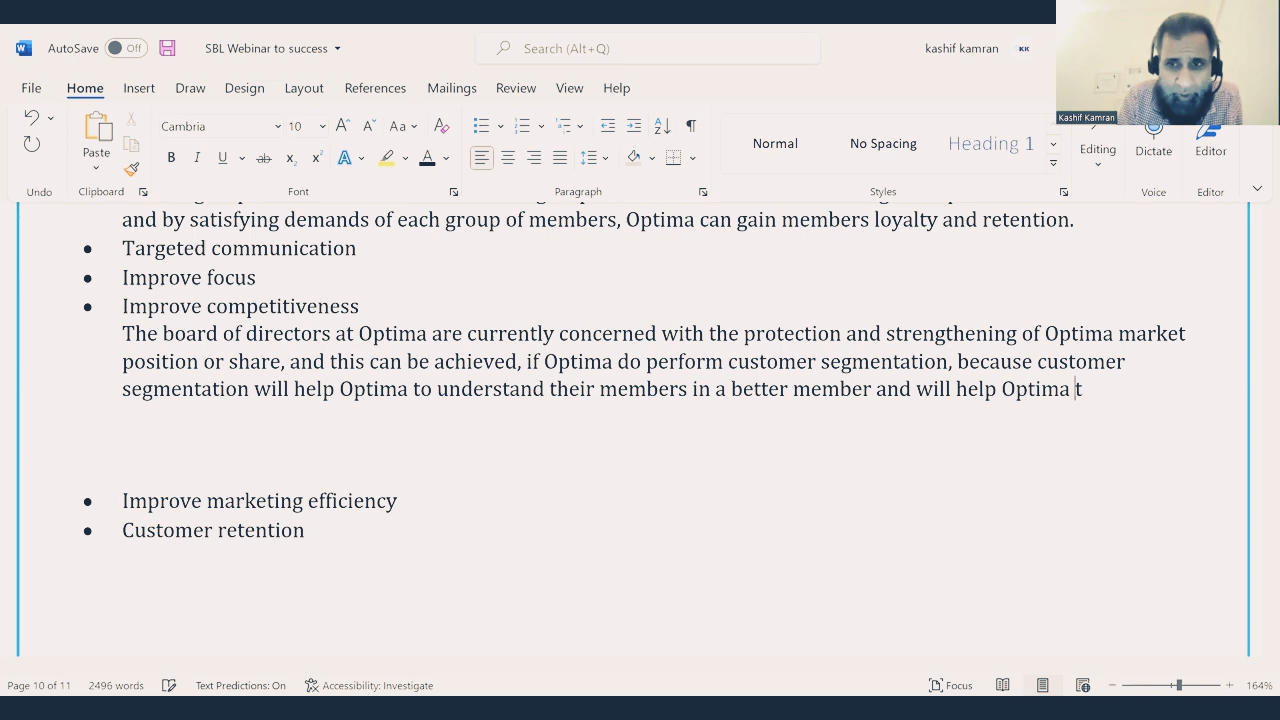 AutoSave Off SBL Webinar to success Search (Alt+Q) kashif kamran KK
File Home Insert Draw Design Layout References Mailings Review View Help
Kashif Kamran
Cambria 10 Aa
Paste
Normal No Spacing Heading 1
Editing Dictate Editor
B I U ab x₂ x² A A
Undo Clipboard Font Paragraph Styles Voice Editor
and by satisfying demands of each group of members, Optima can gain members loyalty and retention.
• Targeted communication
• Improve focus
• Improve competitiveness
The board of directors at Optima are currently concerned with the protection and strengthening of Optima market
position or share, and this can be achieved, if Optima do perform customer segmentation, because customer
segmentation will help Optima to understand their members in a better member and will help Optima t
• Improve marketing efficiency
• Customer retention
Page 10 of 11 2496 words Text Predictions: On Accessibility: Investigate Focus 164%